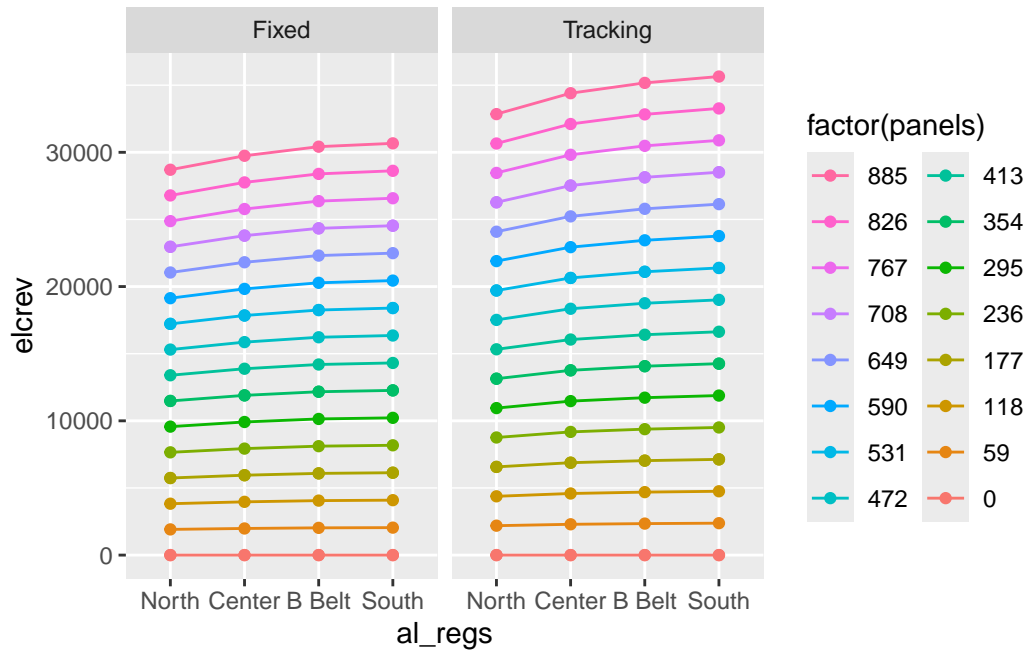 Fixed Tracking
elcrev
30000
20000
10000
0
North Center B Belt South North Center B Belt South
al_regs
factor(panels)
885 413
826 354
767 295
708 236
649 177
590 118
531 59
472 0